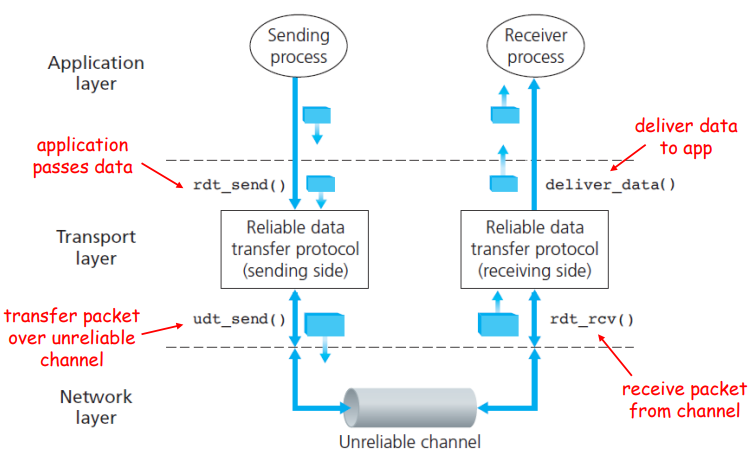 Sending
process
Receiver
process
Application
layer
application
passes data
deliver data
to app
rdt_send()
deliver_data()
Transport
layer
Reliable data
transfer protocol
(sending side)
Reliable data
transfer protocol
(receiving side)
transfer packet
over unreliable
channel
udt_send()
rdt_rcv()
Network
layer
receive packet
from channel
Unreliable channel